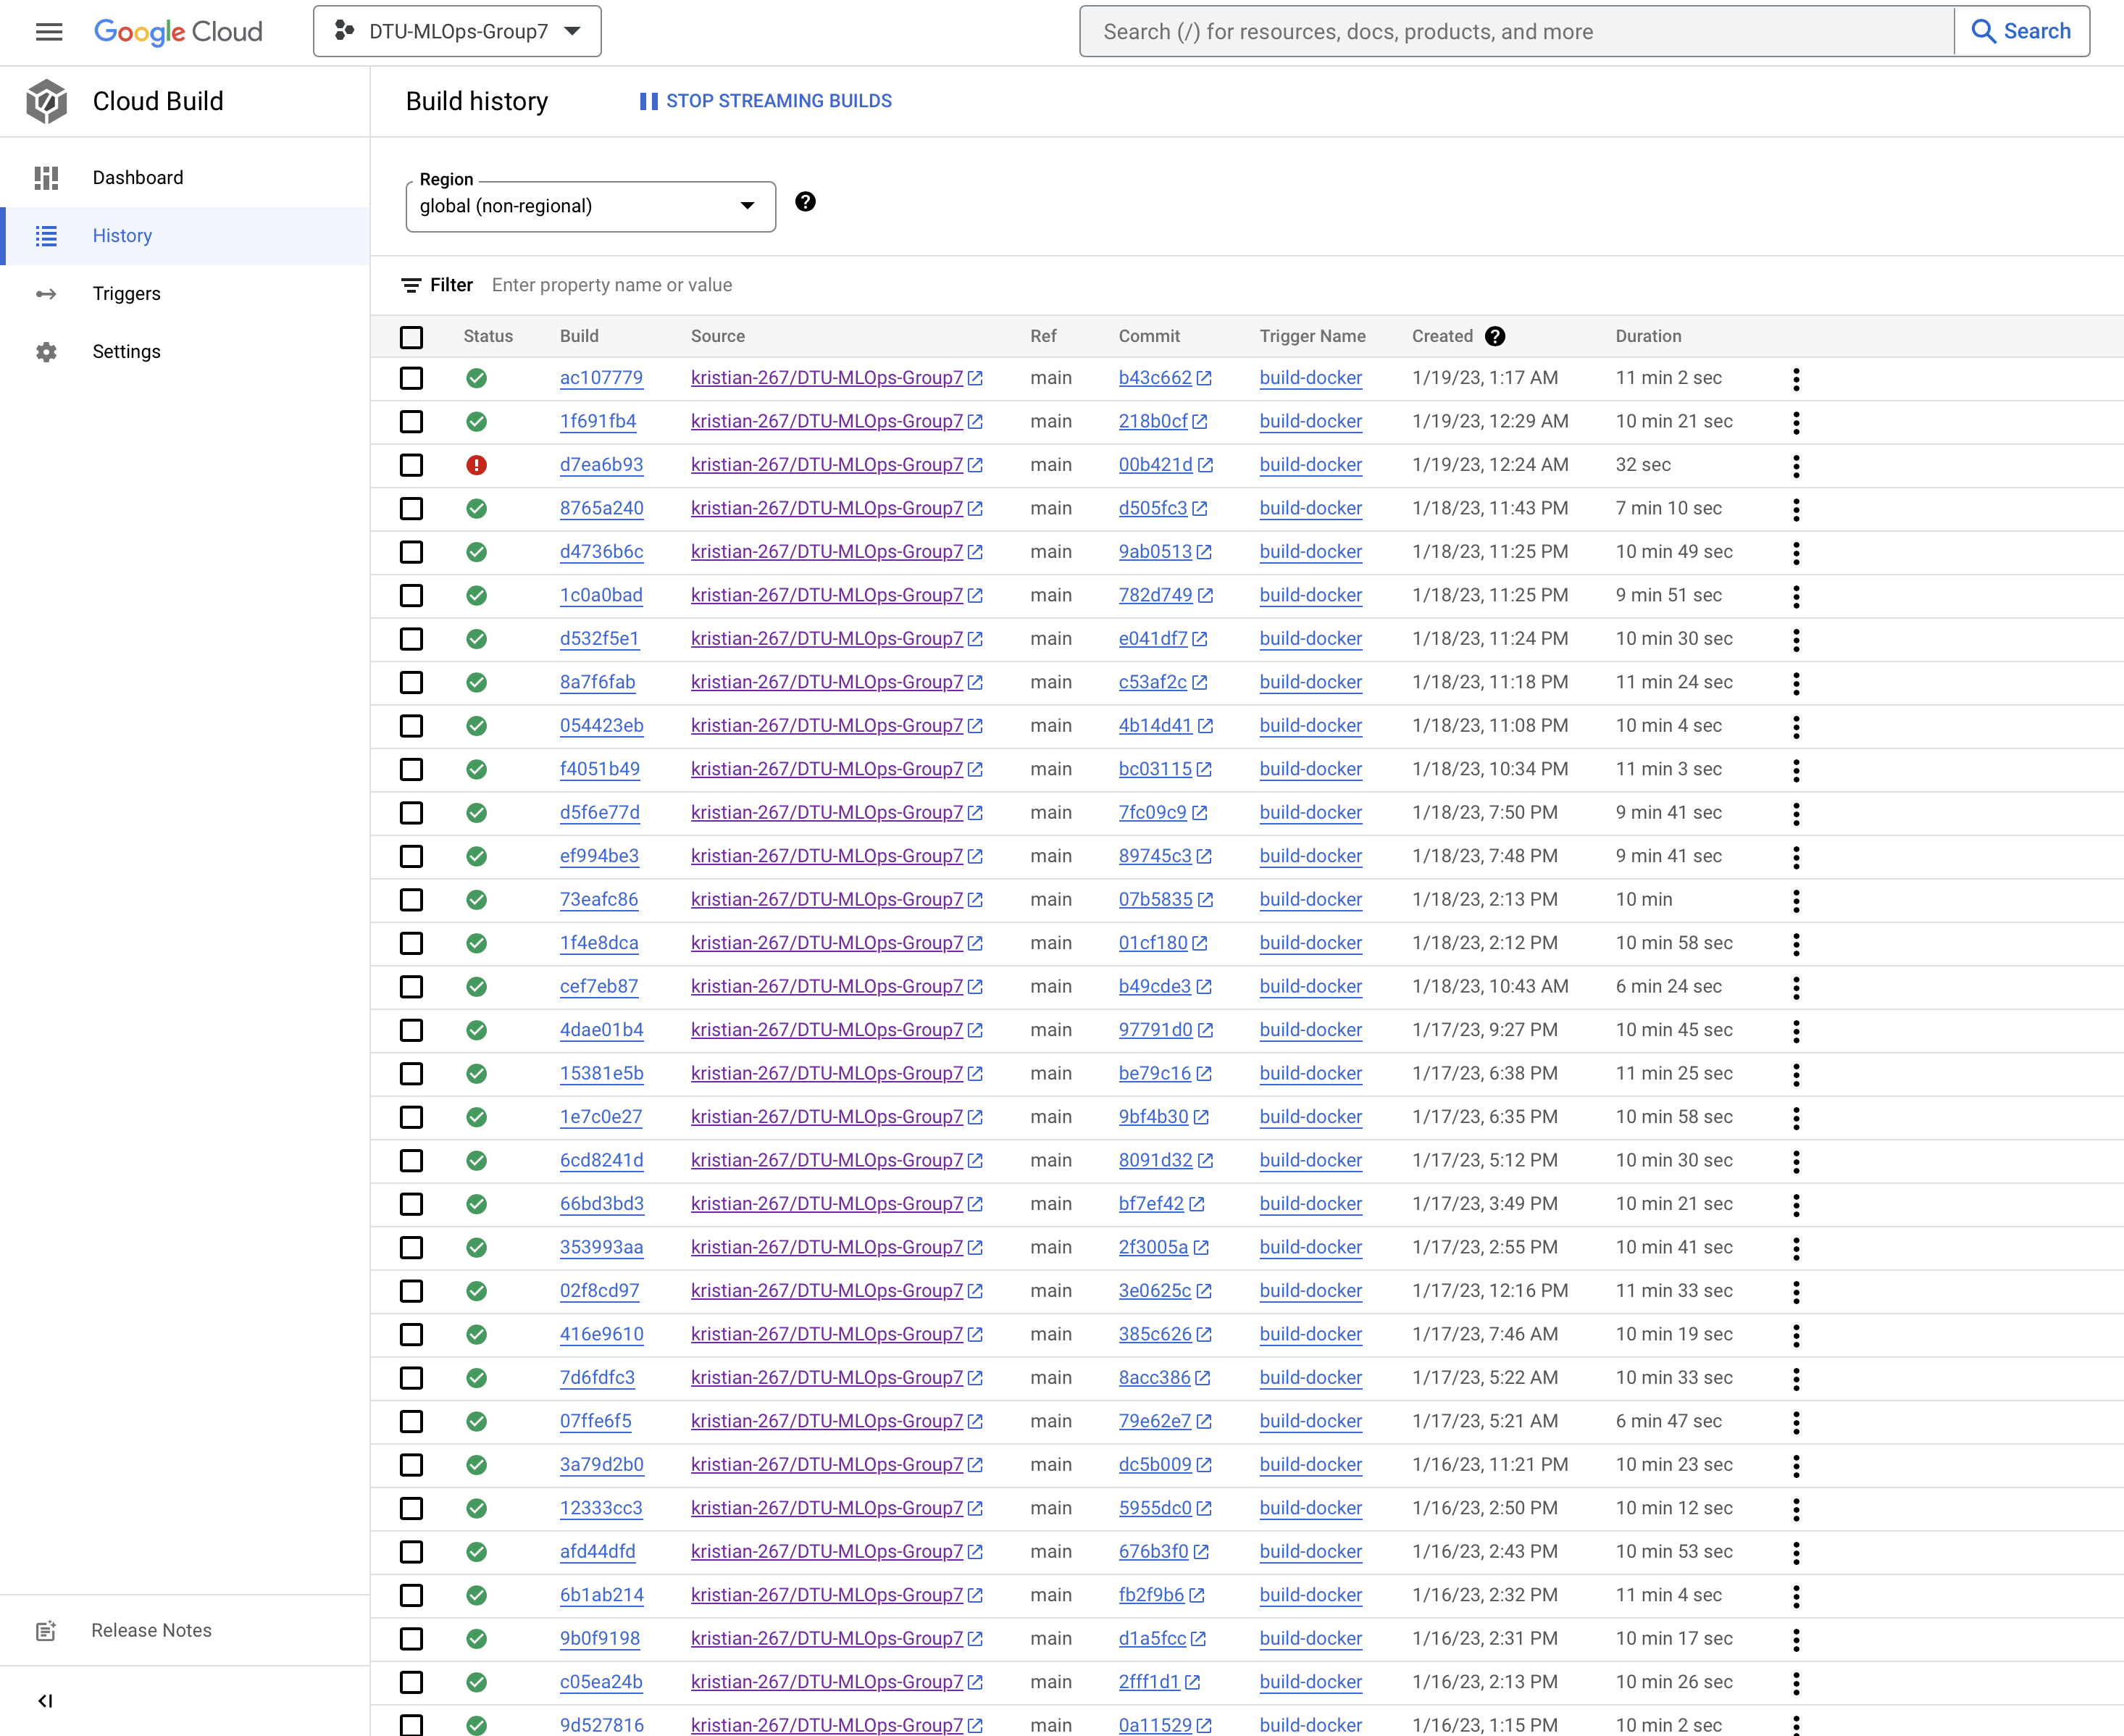 Google Cloud DTU-MLOps-Group7 Search (/) for resources, docs, products, and more Search
Cloud Build
Dashboard
History
Triggers
Settings
Release Notes
Build history STOP STREAMING BUILDS
Region
global (non-regional)
Filter Enter property name or value
Status Build Source Ref Commit Trigger Name Created Duration
ac107779 kristian-267/DTU-MLOps-Group7 main b43c662 build-docker 1/19/23, 1:17 AM 11 min 2 sec
1f691fb4 kristian-267/DTU-MLOps-Group7 main 218b0cf build-docker 1/19/23, 12:29 AM 10 min 21 sec
d7ea6b93 kristian-267/DTU-MLOps-Group7 main 00b421d build-docker 1/19/23, 12:24 AM 32 sec
8765a240 kristian-267/DTU-MLOps-Group7 main d505fc3 build-docker 1/18/23, 11:43 PM 7 min 10 sec
d4736b6c kristian-267/DTU-MLOps-Group7 main 9ab0513 build-docker 1/18/23, 11:25 PM 10 min 49 sec
1c0a0bad kristian-267/DTU-MLOps-Group7 main 782d749 build-docker 1/18/23, 11:25 PM 9 min 51 sec
d532f5e1 kristian-267/DTU-MLOps-Group7 main e041df7 build-docker 1/18/23, 11:24 PM 10 min 30 sec
8a7f6fab kristian-267/DTU-MLOps-Group7 main c53af2c build-docker 1/18/23, 11:18 PM 11 min 24 sec
054423eb kristian-267/DTU-MLOps-Group7 main 4b14d41 build-docker 1/18/23, 11:08 PM 10 min 4 sec
f4051b49 kristian-267/DTU-MLOps-Group7 main bc03115 build-docker 1/18/23, 10:34 PM 11 min 3 sec
d5f6e77d kristian-267/DTU-MLOps-Group7 main 7fc09c9 build-docker 1/18/23, 7:50 PM 9 min 41 sec
ef994be3 kristian-267/DTU-MLOps-Group7 main 89745c3 build-docker 1/18/23, 7:48 PM 9 min 41 sec
73eafc86 kristian-267/DTU-MLOps-Group7 main 07b5835 build-docker 1/18/23, 2:13 PM 10 min
1f4e8dca kristian-267/DTU-MLOps-Group7 main 01cf180 build-docker 1/18/23, 2:12 PM 10 min 58 sec
cef7eb87 kristian-267/DTU-MLOps-Group7 main b49cde3 build-docker 1/18/23, 10:43 AM 6 min 24 sec
4dae01b4 kristian-267/DTU-MLOps-Group7 main 97791d0 build-docker 1/17/23, 9:27 PM 10 min 45 sec
15381e5b kristian-267/DTU-MLOps-Group7 main be79c16 build-docker 1/17/23, 6:38 PM 11 min 25 sec
1e7c0e27 kristian-267/DTU-MLOps-Group7 main 9bf4b30 build-docker 1/17/23, 6:35 PM 10 min 58 sec
6cd8241d kristian-267/DTU-MLOps-Group7 main 8091d32 build-docker 1/17/23, 5:12 PM 10 min 30 sec
66bd3bd3 kristian-267/DTU-MLOps-Group7 main bf7ef42 build-docker 1/17/23, 3:49 PM 10 min 21 sec
353993aa kristian-267/DTU-MLOps-Group7 main 2f3005a build-docker 1/17/23, 2:55 PM 10 min 41 sec
02f8cd97 kristian-267/DTU-MLOps-Group7 main 3e0625c build-docker 1/17/23, 12:16 PM 11 min 33 sec
416e9610 kristian-267/DTU-MLOps-Group7 main 385c626 build-docker 1/17/23, 7:46 AM 10 min 19 sec
7d6fdfc3 kristian-267/DTU-MLOps-Group7 main 8acc386 build-docker 1/17/23, 5:22 AM 10 min 33 sec
07ffe6f5 kristian-267/DTU-MLOps-Group7 main 79e62e7 build-docker 1/17/23, 5:21 AM 6 min 47 sec
3a79d2b0 kristian-267/DTU-MLOps-Group7 main dc5b009 build-docker 1/16/23, 11:21 PM 10 min 23 sec
12333cc3 kristian-267/DTU-MLOps-Group7 main 5955dc0 build-docker 1/16/23, 2:50 PM 10 min 12 sec
afd44dfd kristian-267/DTU-MLOps-Group7 main 676b3f0 build-docker 1/16/23, 2:43 PM 10 min 53 sec
6b1ab214 kristian-267/DTU-MLOps-Group7 main fb2f9b6 build-docker 1/16/23, 2:32 PM 11 min 4 sec
9b0f9198 kristian-267/DTU-MLOps-Group7 main d1a5fcc build-docker 1/16/23, 2:31 PM 10 min 17 sec
c05ea24b kristian-267/DTU-MLOps-Group7 main 2fff1d1 build-docker 1/16/23, 2:13 PM 10 min 26 sec
9d527816 kristian-267/DTU-MLOps-Group7 main 0a11529 build-docker 1/16/23, 1:15 PM 10 min 2 sec